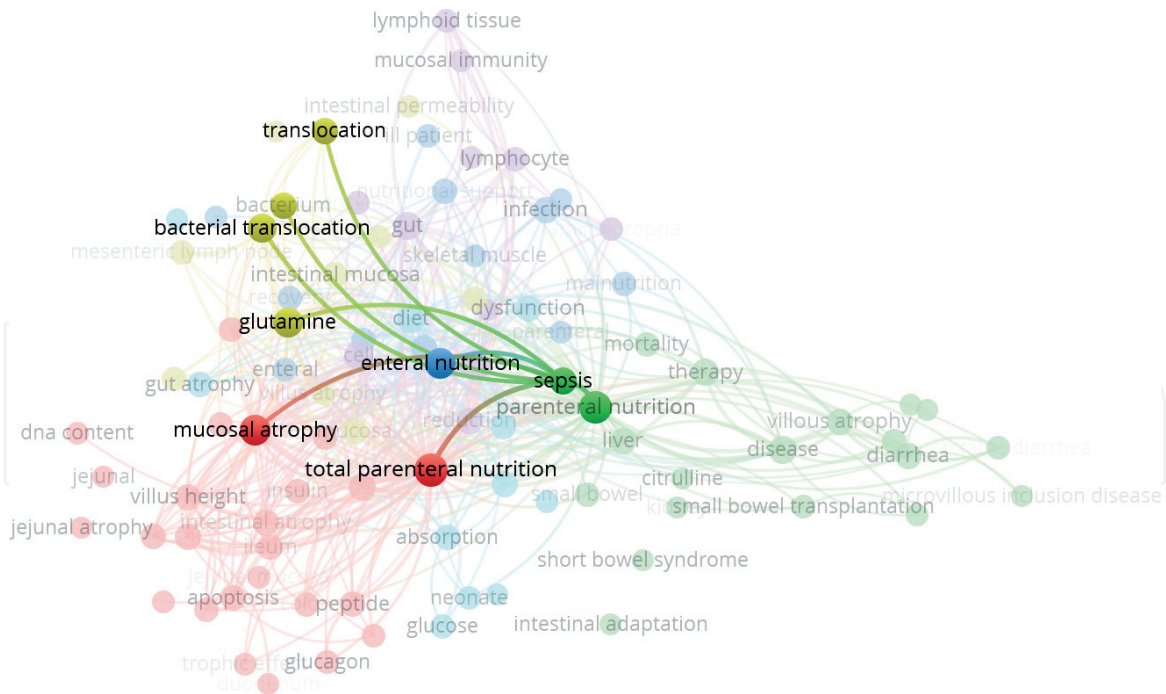 lymphoid tissue
mucosal immunity
intestinal permeability
translocation
ill patient
lymphocyte
nutritional support
bacterium
infection
bacterial translocation
gut
mesenteric lymph node
skeletal muscle
intestinal mucosa
malnutrition
recovery
dysfunction
glutamine
diet
parenteral
mortality
cell
enteral nutrition
enteral
therapy
gut atrophy
sepsis
villus atrophy
parenteral nutrition
reduction
villous atrophy
dna content
mucosal atrophy
mucosa
liver
disease
diarrhea
diarrhea
total parenteral nutrition
jejunal
citrulline
villus height
insulin
small bowel
microvillous inclusion disease
small bowel transplantation
jejunal atrophy
intestinal atrophy
absorption
ileum
short bowel syndrome
jejunal mucosa
apoptosis
peptide
neonate
glucose
intestinal adaptation
trophic effect
glucagon
duodenum